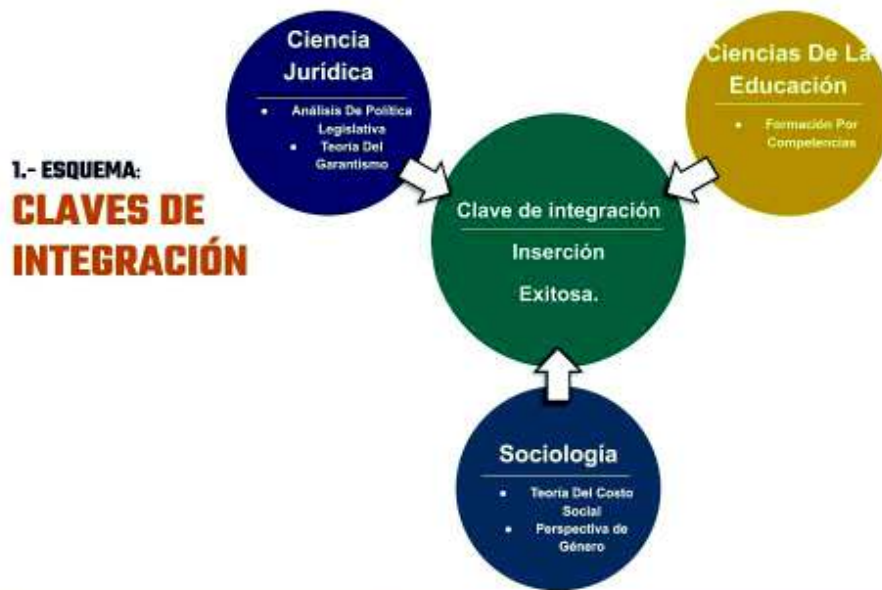 1.- ESQUEMA:
CLAVES DE
INTEGRACIÓN
Ciencia
Jurídica
• Análisis De Política
Legislativa
• Teoría Del
Garantismo
Ciencias De La
Educación
• Formación Por
Competencias
Clave de integración
Inserción
Exitosa.
Sociología
• Teoría Del Costo
Social
• Perspectiva de
Género